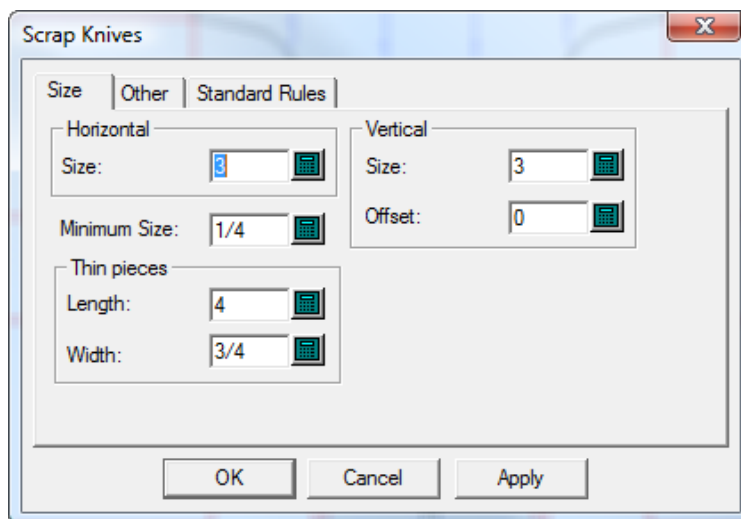 Scrap Knives
Size Other Standard Rules
Horizontal
Size: 3
Minimum Size: 1/4
Thin pieces
Length: 4
Width: 3/4
Vertical
Size: 3
Offset: 0
OK Cancel Apply